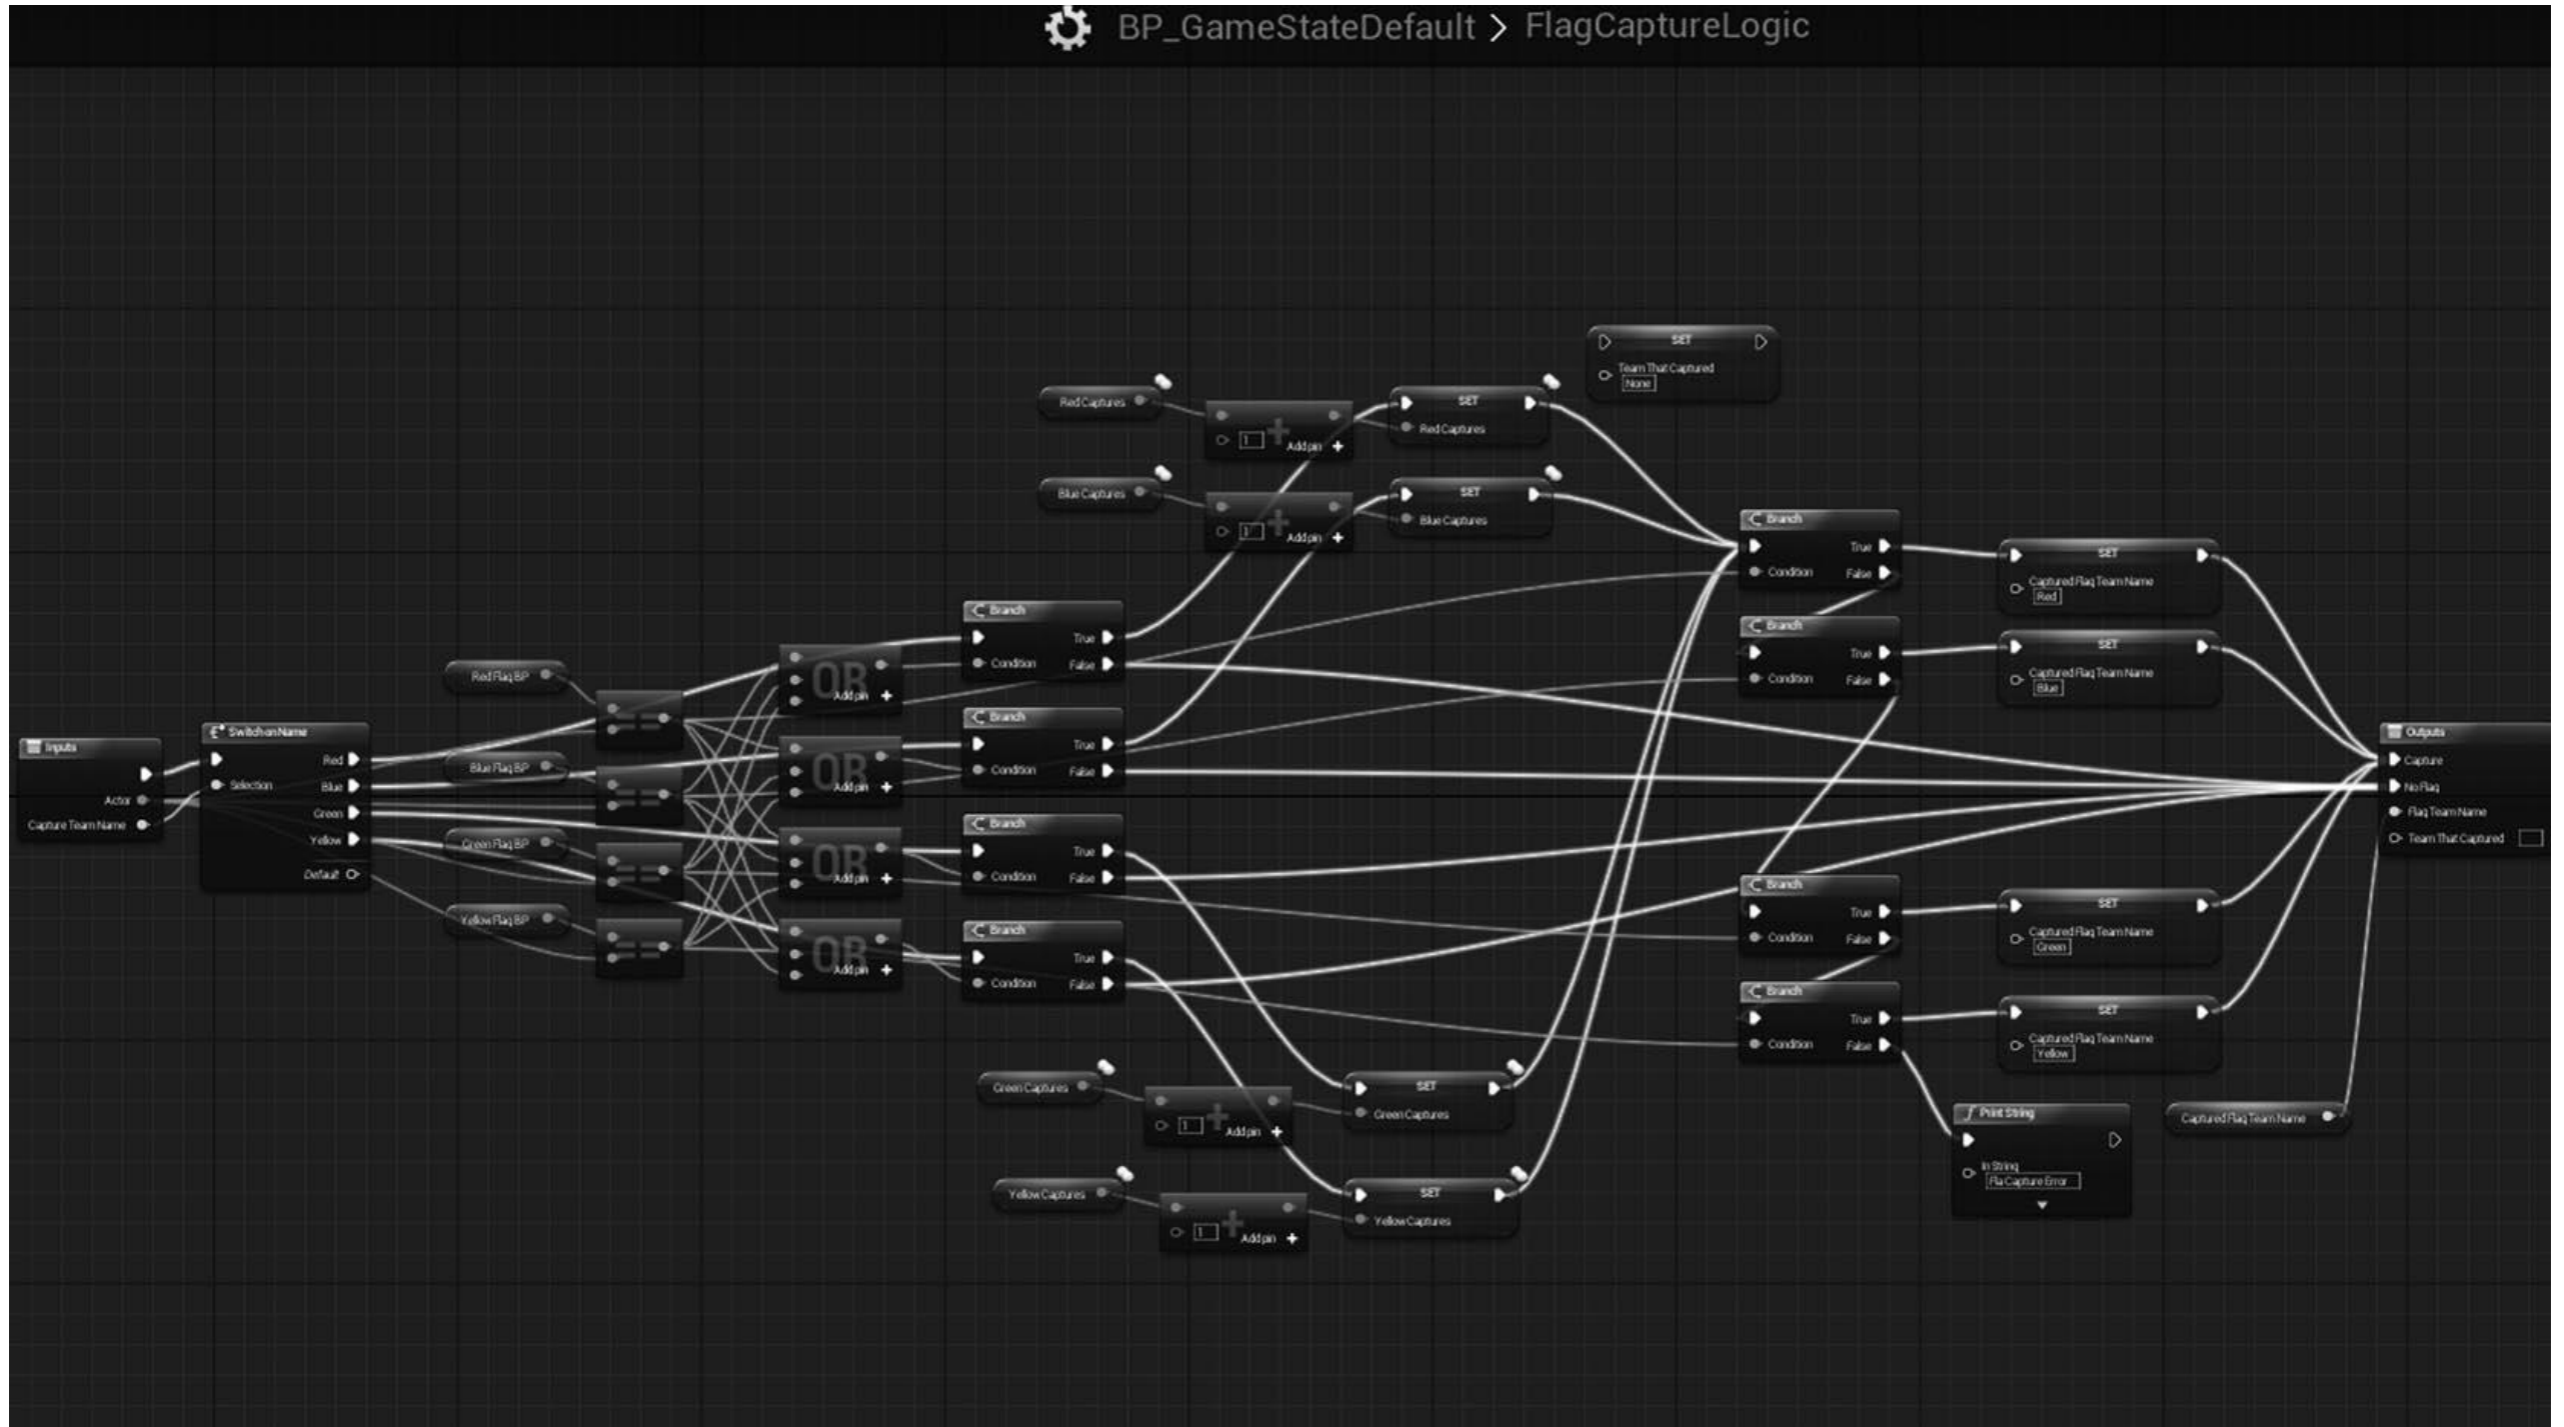 BP_GameStateDefault > FlagCaptureLogic
SET
Team That Captured
None
Red Captures
1
Add pin +
SET
Red Captures
Blue Captures
1
Add pin +
SET
Blue Captures
Branch
True
Condition
False
SET
Captured Flag Team Name
Red
Branch
True
Condition
False
SET
Captured Flag Team Name
Blue
Branch
True
Condition
False
Branch
True
Condition
False
Branch
True
Condition
False
Branch
True
Condition
False
Red Flag BP
==
Blue Flag BP
==
Green Flag BP
==
Yellow Flag BP
==
OR
Add pin +
OR
Add pin +
OR
Add pin +
OR
Add pin +
Inputs
Actor
Capture Team Name
Switch on Name
Selection
Red
Blue
Green
Yellow
Default
Outputs
Capture
No Flag
Flag Team Name
Team That Captured
Branch
True
Condition
False
SET
Captured Flag Team Name
Green
Branch
True
Condition
False
SET
Captured Flag Team Name
Yellow
Green Captures
1
Add pin +
SET
Green Captures
Yellow Captures
1
Add pin +
SET
Yellow Captures
Print String
In String
Fla Capture Error
Captured Flag Team Name